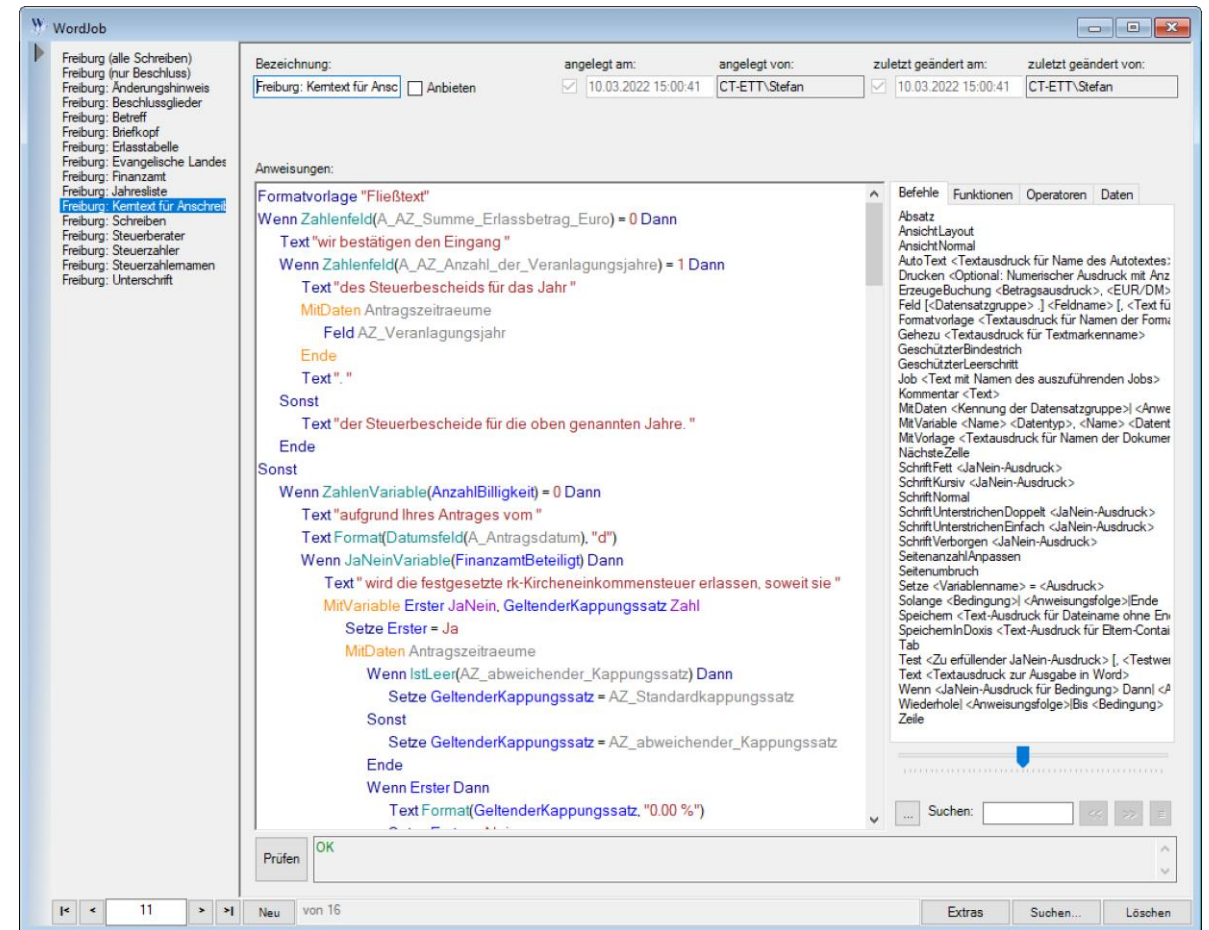 WordJob
Freiburg (alle Schreiben)
Freiburg (nur Beschluss)
Freiburg: Änderungshinweis
Freiburg: Beschlussglieder
Freiburg: Betreff
Freiburg: Briefkopf
Freiburg: Erlasstabelle
Freiburg: Evangelische Landes
Freiburg: Finanzamt
Freiburg: Jahresliste
Freiburg: Kerntext für Anschreib
Freiburg: Schreiben
Freiburg: Steuerberater
Freiburg: Steuerzahler
Freiburg: Steuerzahlernamen
Freiburg: Unterschrift
Bezeichnung: angelegt am: angelegt von: zuletzt geändert am: zuletzt geändert von:
Freiburg: Kerntext für Ansc Anbieten 10.03.2022 15:00:41 CT-ETT\Stefan 10.03.2022 15:00:41 CT-ETT\Stefan
Anweisungen:
Formatvorlage "Fließtext"
Wenn Zahlenfeld(A_AZ_Summe_Erlassbetrag_Euro) = 0 Dann
Text "wir bestätigen den Eingang "
Wenn Zahlenfeld(A_AZ_Anzahl_der_Veranlagungsjahre) = 1 Dann
Text "des Steuerbescheids für das Jahr "
MitDaten Antragszeitraeume
Feld AZ_Veranlagungsjahr
Ende
Text ". "
Sonst
Text "der Steuerbescheide für die oben genannten Jahre. "
Ende
Sonst
Wenn ZahlenVariable(AnzahlBilligkeit) = 0 Dann
Text "aufgrund Ihres Antrages vom "
Text Format(Datumsfeld(A_Antragsdatum), "d")
Wenn JaNeinVariable(FinanzamtBeteiligt) Dann
Text " wird die festgesetzte rk-Kircheneinkommensteuer erlassen, soweit sie "
MitVariable Erster JaNein, GeltenderKappungssatz Zahl
Setze Erster = Ja
MitDaten Antragszeitraeume
Wenn IstLeer(AZ_abweichender_Kappungssatz) Dann
Setze GeltenderKappungssatz = AZ_Standardkappungssatz
Sonst
Setze GeltenderKappungssatz = AZ_abweichender_Kappungssatz
Ende
Wenn Erster Dann
Text Format(GeltenderKappungssatz, "0.00 %")
Befehle Funktionen Operatoren Daten
Absatz
AnsichtLayout
AnsichtNormal
AutoText <Textausdruck für Name des Autotextes>
Drucken <Optional: Numerischer Ausdruck mit Anz
ErzeugeBuchung <Betragsausdruck>, <EUR/DM>
Feld [<Datensatzgruppe> .] <Feldname> [, <Text fü
Formatvorlage <Textausdruck für Namen der Forma
Gehezu <Textausdruck für Textmarkenname>
GeschützterBindestrich
GeschützterLeerschritt
Job <Text mit Namen des auszuführenden Jobs>
Kommentar <Text>
MitDaten <Kennung der Datensatzgruppe>| <Anwe
MitVariable <Name> <Datentyp>, <Name> <Datent
MitVorlage <Textausdruck für Namen der Dokumen
NächsteZelle
SchriftFett <JaNein-Ausdruck>
SchriftKursiv <JaNein-Ausdruck>
SchriftNormal
SchriftUnterstrichenDoppelt <JaNein-Ausdruck>
SchriftUnterstrichenEinfach <JaNein-Ausdruck>
SchriftVerborgen <JaNein-Ausdruck>
SeitenanzahlAnpassen
Seitenumbruch
Setze <Variablenname> = <Ausdruck>
Solange <Bedingung>| <Anweisungsfolge>|Ende
Speichern <Text-Ausdruck für Dateiname ohne End
SpeichernInDoxis <Text-Ausdruck für Eltern-Contai
Tab
Test <Zu erfüllender JaNein-Ausdruck> [, <Testwer
Text <Textausdruck zur Ausgabe in Word>
Wenn <JaNein-Ausdruck für Bedingung> Dann| <A
Wiederhole| <Anweisungsfolge>|Bis <Bedingung>
Zeile
... Suchen: << >> =
Prüfen OK
|< < 11 > >| Neu von 16 Extras Suchen... Löschen